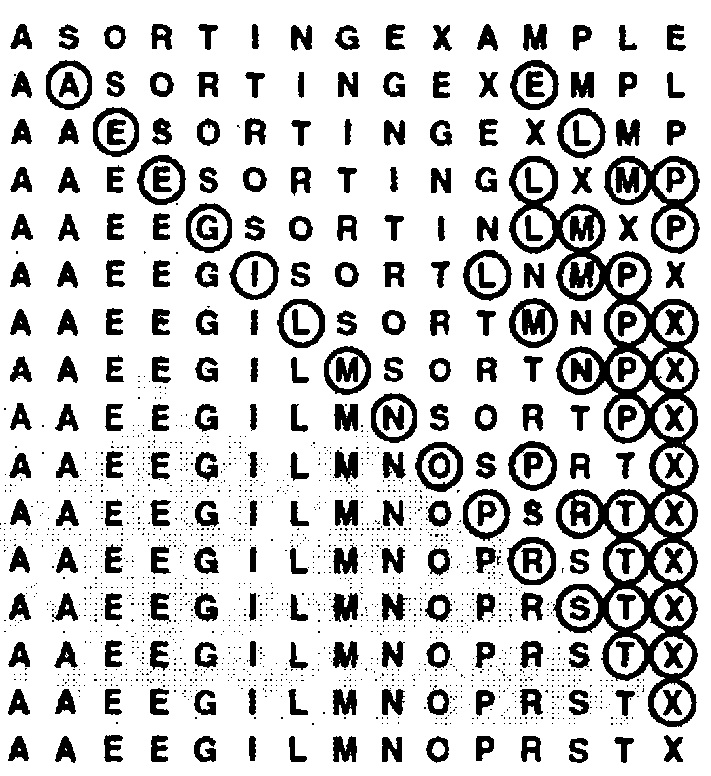 A S O R T I N G E X A M P L E
A A S O R T I N G E X E M P L
A A E S O R T I N G E X L M P
A A E E S O R T I N G L X M P
A A E E G S O R T I N L M X P
A A E E G I S O R T L N M P X
A A E E G I L S O R T M N P X
A A E E G I L M S O R T N P X
A A E E G I L M N S O R T P X
A A E E G I L M N O S P R T X
A A E E G I L M N O P S R T X
A A E E G I L M N O P R S T X
A A E E G I L M N O P R S T X
A A E E G I L M N O P R S T X
A A E E G I L M N O P R S T X
A A E E G I L M N O P R S T X